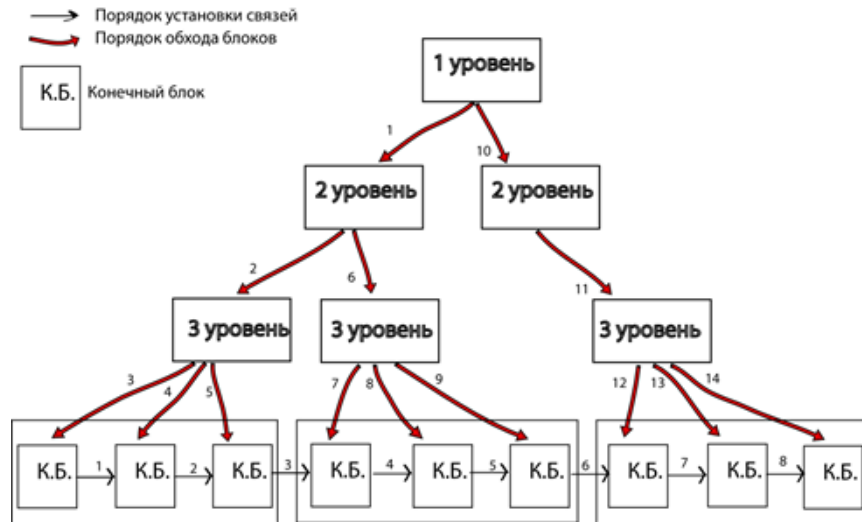 Порядок установки связей
Порядок обхода блоков
К.Б. Конечный блок
1 уровень
1 10
2 уровень 2 уровень
2 6 11
3 уровень 3 уровень 3 уровень
3 4 5 7 8 9 12 13 14
К.Б. 1 К.Б. 2 К.Б. 3 К.Б. 4 К.Б. 5 К.Б. 6 К.Б. 7 К.Б. 8 К.Б.